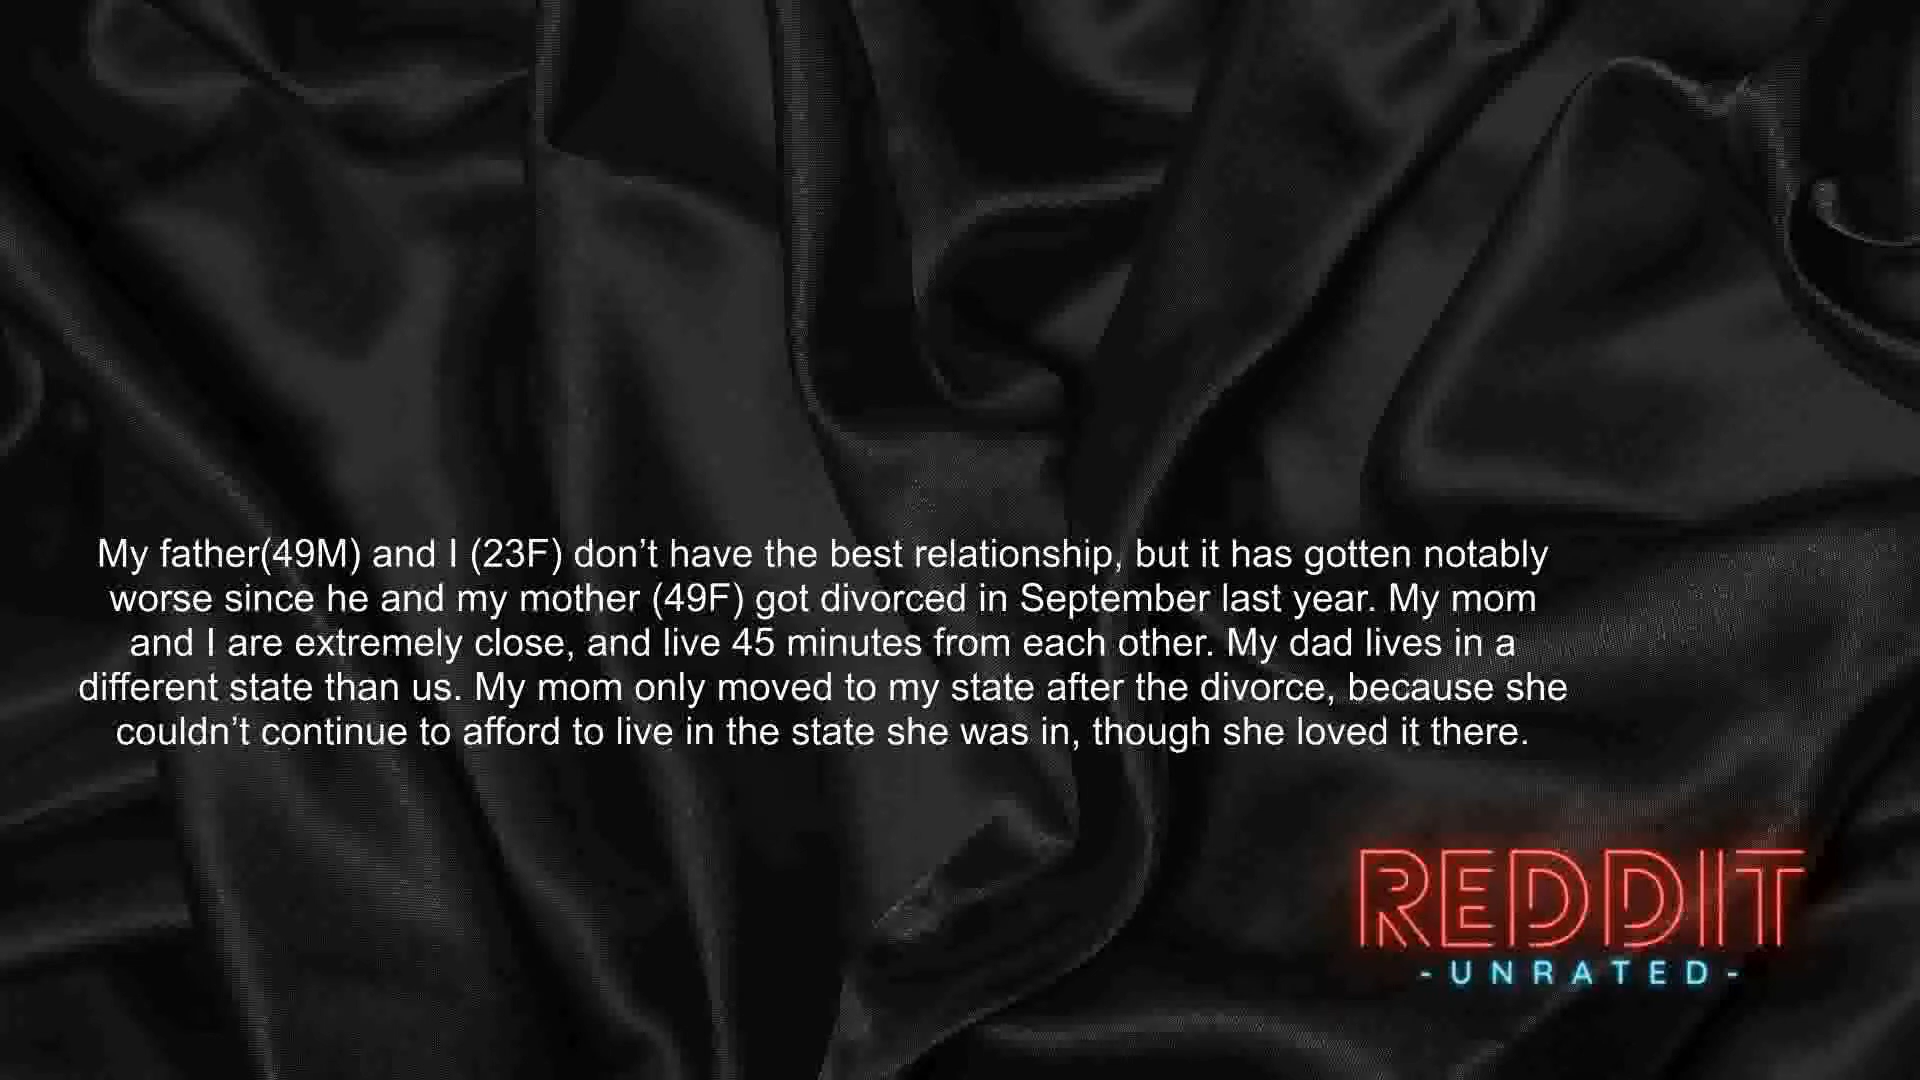 My father(49M) and I (23F) don’t have the best relationship, but it has gotten notably
worse since he and my mother (49F) got divorced in September last year. My mom
and I are extremely close, and live 45 minutes from each other. My dad lives in a
different state than us. My mom only moved to my state after the divorce, because she
couldn’t continue to afford to live in the state she was in, though she loved it there.
REDDIT
-UNRATED-